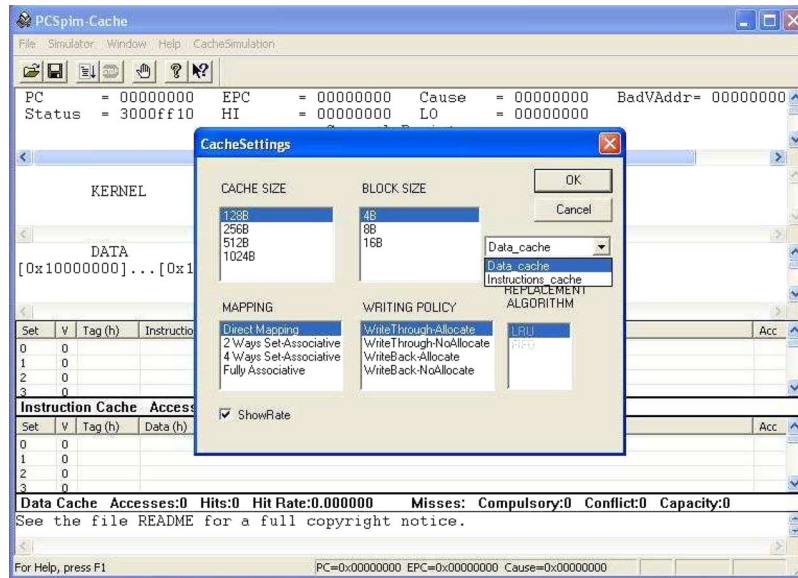 PCSpim-Cache
File Simulator Window Help CacheSimulation
PC = 00000000 EPC = 00000000 Cause = 00000000 BadVAddr= 00000000
Status = 3000ff10 HI = 00000000 LO = 00000000
CacheSettings
KERNEL
DATA
[0x10000000]...[0x1
CACHE SIZE
128B
256B
512B
1024B
BLOCK SIZE
4B
8B
16B
OK
Cancel
Data_cache
Data_cache
Instructions_cache
REPLACEMENT
ALGORITHM
LRU
FIFO
MAPPING
Direct Mapping
2 Ways Set-Associative
4 Ways Set-Associative
Fully Associative
WRITING POLICY
WriteThrough-Allocate
WriteThrough-NoAllocate
WriteBack-Allocate
WriteBack-NoAllocate
ShowRate
Set V Tag (h) Instructio Acc
0 0
1 0
2 0
3 0
Instruction Cache Access
Set V Tag (h) Data (h) Acc
0 0
1 0
2 0
3 0
Data Cache Accesses:0 Hits:0 Hit Rate:0.000000 Misses: Compulsory:0 Conflict:0 Capacity:0
See the file README for a full copyright notice.
For Help, press F1 PC=0x00000000 EPC=0x00000000 Cause=0x00000000